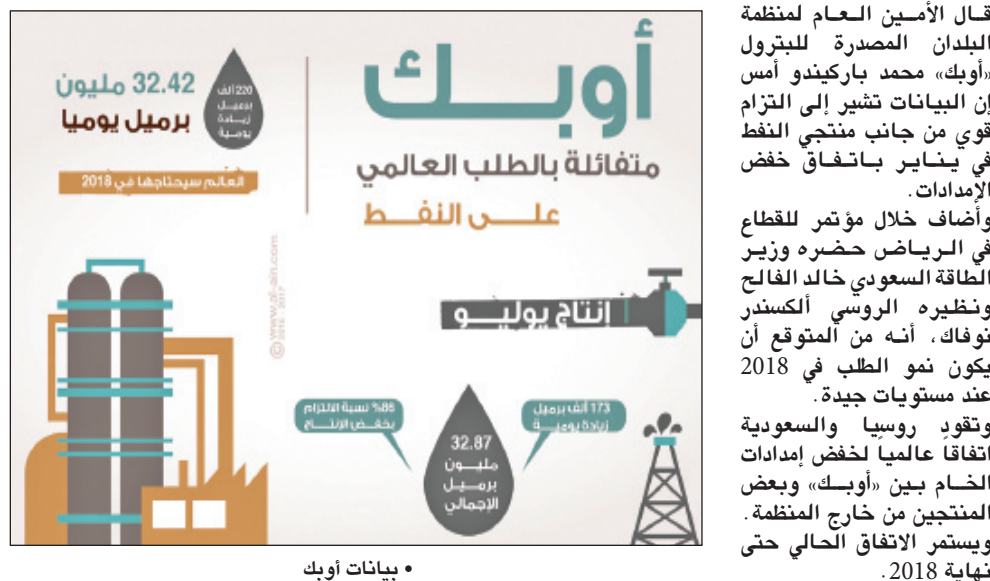 قال الأمين العام لمنظمة
البلدان المصدرة للبترول
«أوبك» محمد باركيندو أمس
إن البيانات تشير إلى التزام
قوي من جانب منتجي النفط
في يناير باتفاق خفض
الإمدادات.
وأضاف خلال مؤتمر للقطاع
في الرياض حضره وزير
الطاقة السعودي خالد الفالح
ونظيره الروسي ألكسندر
نوفاك، أنه من المتوقع أن
يكون نمو الطلب في 2018
عند مستويات جيدة.
وتقود روسيا والسعودية
اتفاقا عالميا لخفض إمدادات
الخام بين «أوبك» وبعض
المنتجين من خارج المنظمة.
ويستمر الاتفاق الحالي حتى
نهاية 2018.
أوبك
متفائلة بالطلب العالمي
على النفط
32.42 مليون
برميل يوميا
220 ألف
برميل
زيادة
يومية
العالم سيحتاجها في 2018
إنتاج يوليو
173 ألف برميل
زيادة يومية
32.87
مليون
برميل
الإجمالي
86% نسبة الالتزام
بخفض الإنتاج
© www.al-ain.com
2016 - 2017
• بيانات أوبك